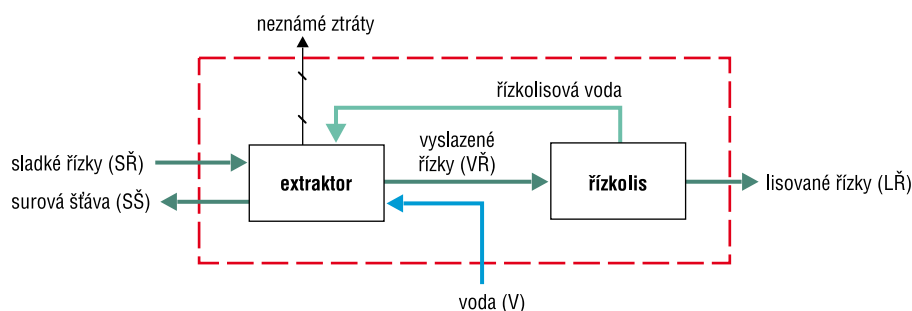 neznámé ztráty
řízkolisová voda
sladké řízky (SŘ)
surová šťáva (SŠ)
extraktor
vyslazené
řízky (VŘ)
řízkolis
lisované řízky (LŘ)
voda (V)